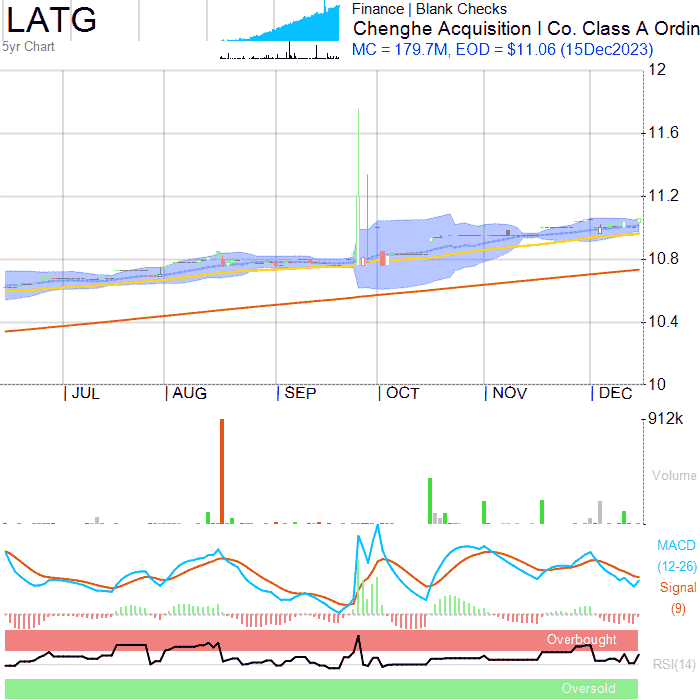 LATG
5yr Chart
Finance | Blank Checks
Chenghe Acquisition I Co. Class A Ordin
MC = 179.7M, EOD = $11.06 (15Dec2023)
12
11.6
11.2
10.8
10.4
10
JUL AUG SEP OCT NOV DEC
912k
Volume
MACD
(12-26)
Signal
(9)
Overbought
RSI(14)
Oversold